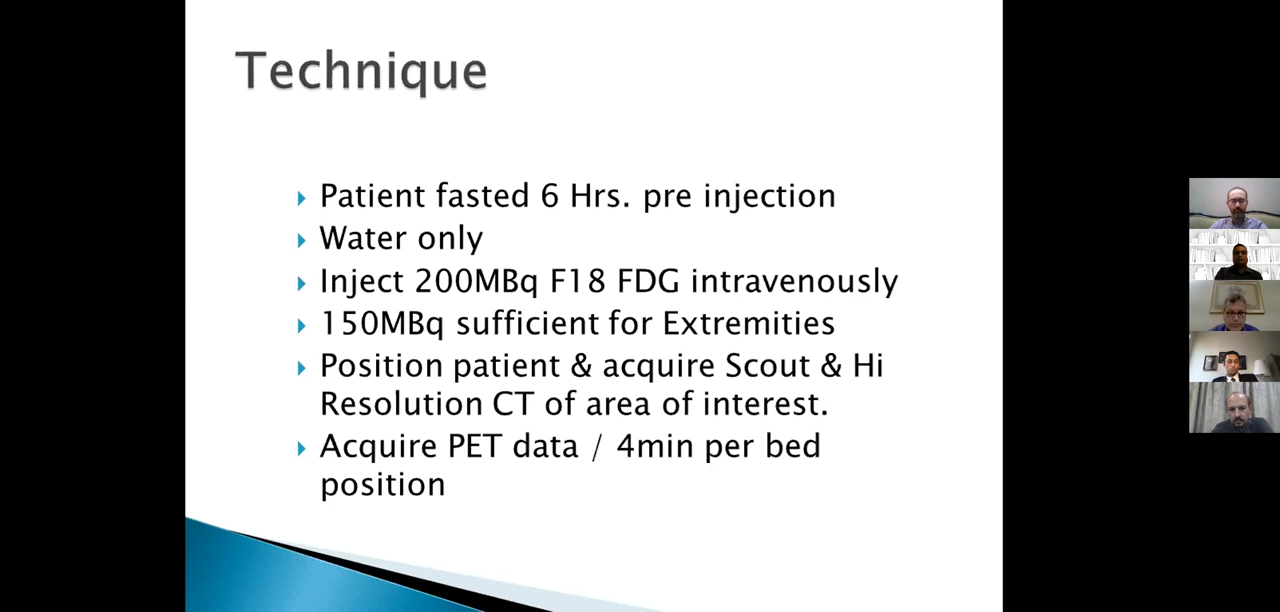 Technique
Patient fasted 6 Hrs. pre injection
Water only
Inject 200MBq F18 FDG intravenously
150MBq sufficient for Extremities
Position patient & acquire Scout & Hi
Resolution CT of area of interest.
Acquire PET data / 4min per bed
position